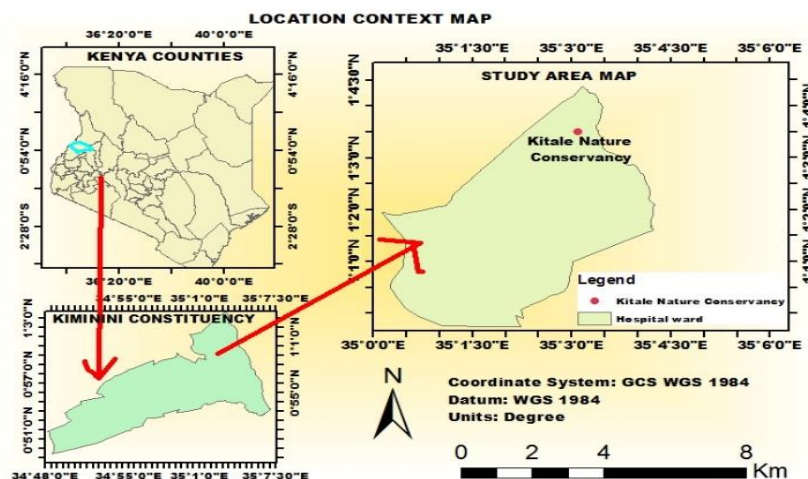 LOCATION CONTEXT MAP
36°20'0"E 40°0'0"E
KENYA COUNTIES
4°16'0"N
0°54'0"N
2°28'0"S
4°16'0"N
0°54'0"N
2°28'0"S
36°20'0"E 40°0'0"E
35°1'30"E 35°3'0"E 35°4'30"E 35°6'0"E
STUDY AREA MAP
1°4'30"N
1°3'0"N
1°2'0"N
1°1'0"N
Kitale Nature
Conservancy
Legend
Kitale Nature Conservancy
Hospital ward
35°0'0"E 35°1'30"E 35°3'0"E 35°4'30"E 35°6'0"E
34°55'0"E 35°1'0"E 35°7'30"E
KIMININI CONSTITUENCY
1°3'0"N
0°57'0"N
0°51'0"N
1°1'0"N
0°55'0"N
34°48'0"E 34°55'0"E 35°1'0"E 35°7'30"E
N
Coordinate System: GCS WGS 1984
Datum: WGS 1984
Units: Degree
0 2 4 8
Km